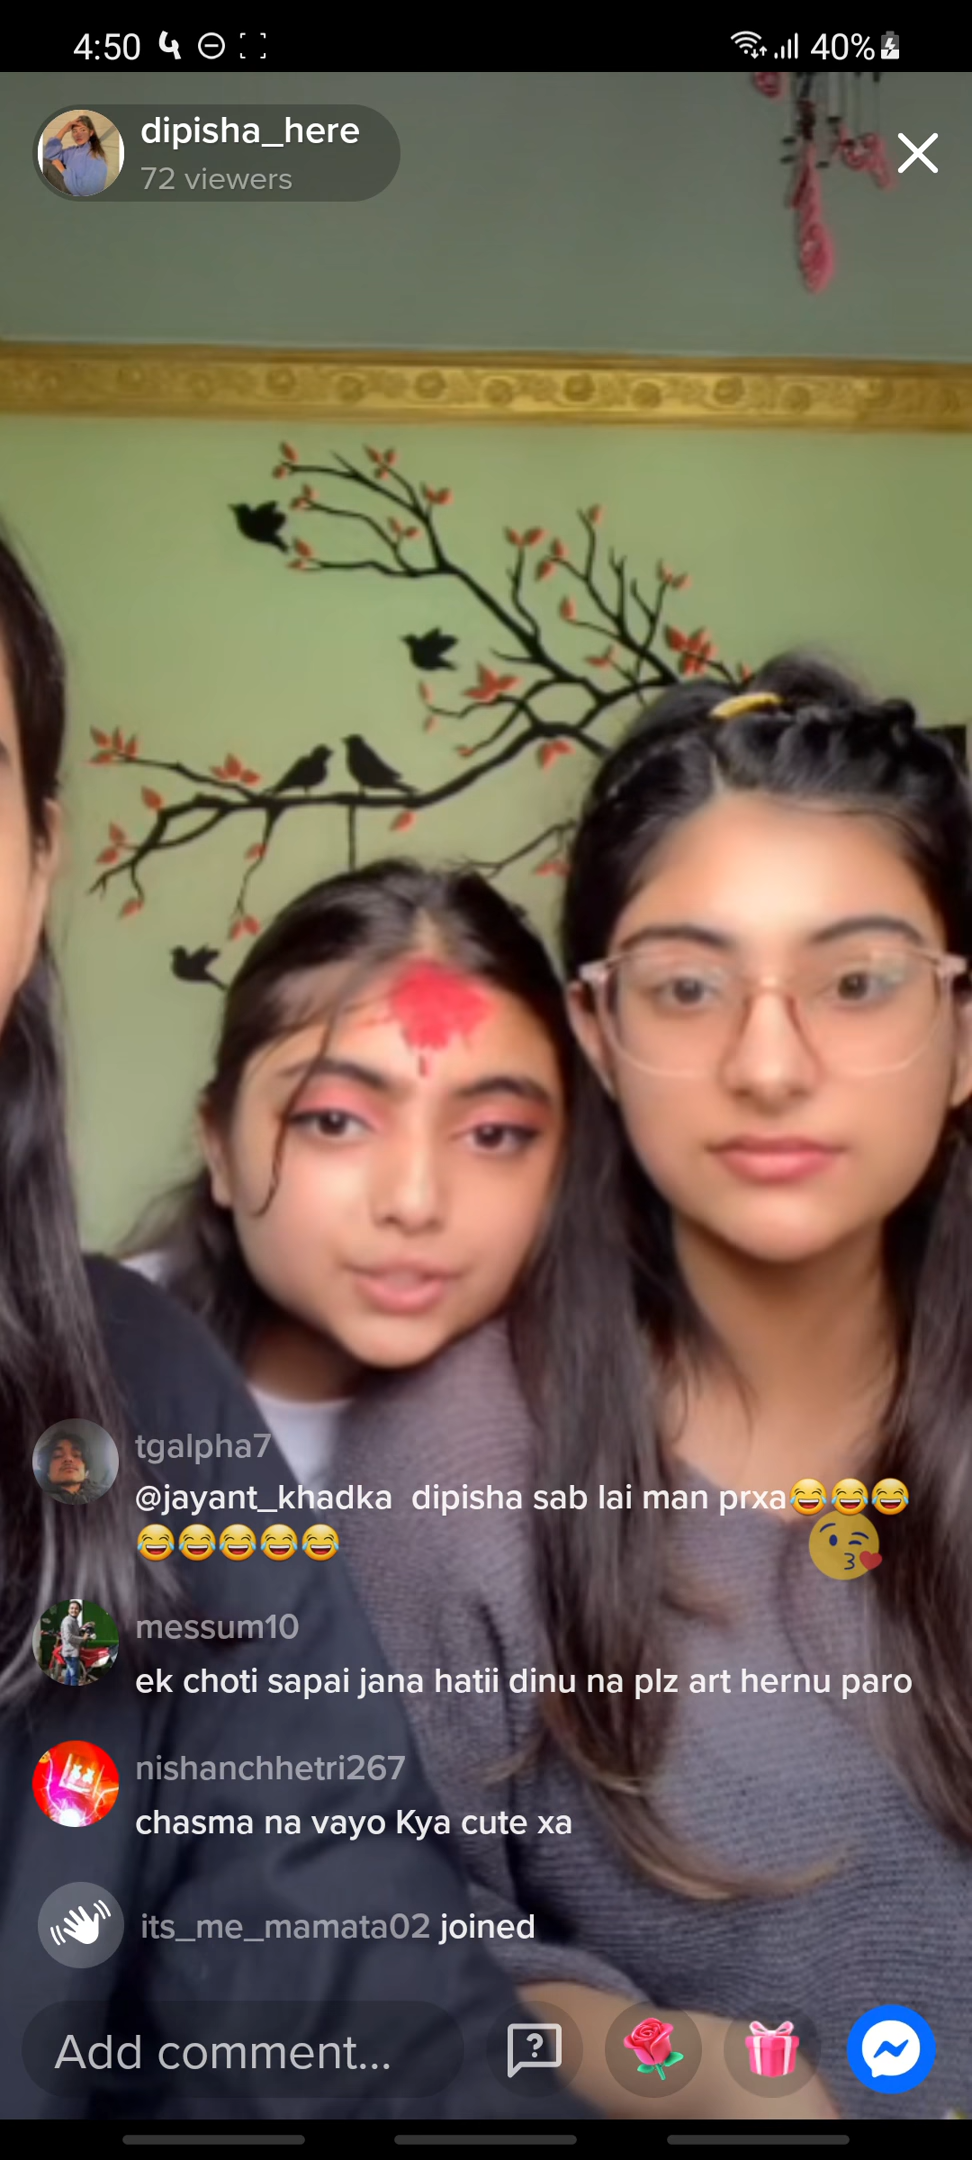 4:50
40%
dipisha_here
72 viewers
tgalpha7
@jayant_khadka dipisha sab lai man prxa😂😂😂
😂😂😂😂😂
messum10
ek choti sapai jana hatii dinu na plz art hernu paro
nishanchhetri267
chasma na vayo Kya cute xa
its_me_mamata02 joined
Add comment...